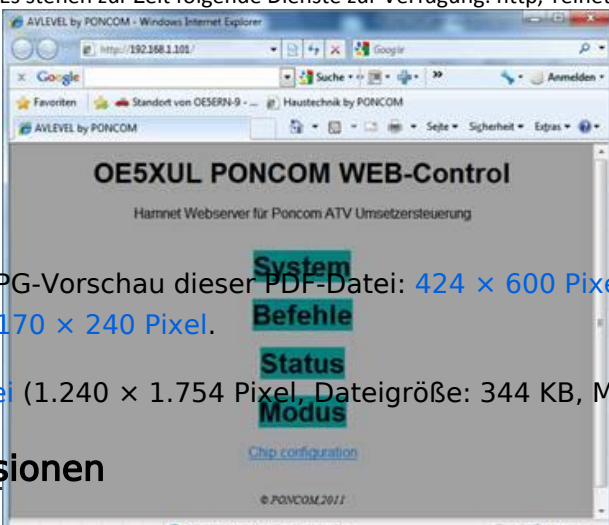 Es stehen zur Zeit folgende Dienste zur Verfügung: http, Telnet
AVLEVEL by PONCOM - Windows Internet Explorer
http://192.168.1.101/
Google
x Google
Suche
Anmelden
Favoriten Standort von OE5ERN-9 - ... Haustechnik by PONCOM
AVLEVEL by PONCOM
Seite Sicherheit Extras
OE5XUL PONCOM WEB-Control
Hamnet Webserver für Poncom ATV Umsetzersteuerung
System
PG-Vorschau dieser PDF-Datei: 424 × 600 Pixe
Befehle
170 × 240 Pixel.
Status
ei (1.240 × 1.754 Pixel, Dateigröße: 344 KB, M
Modus
Chip configuration
sionen
© PONCOM,2011